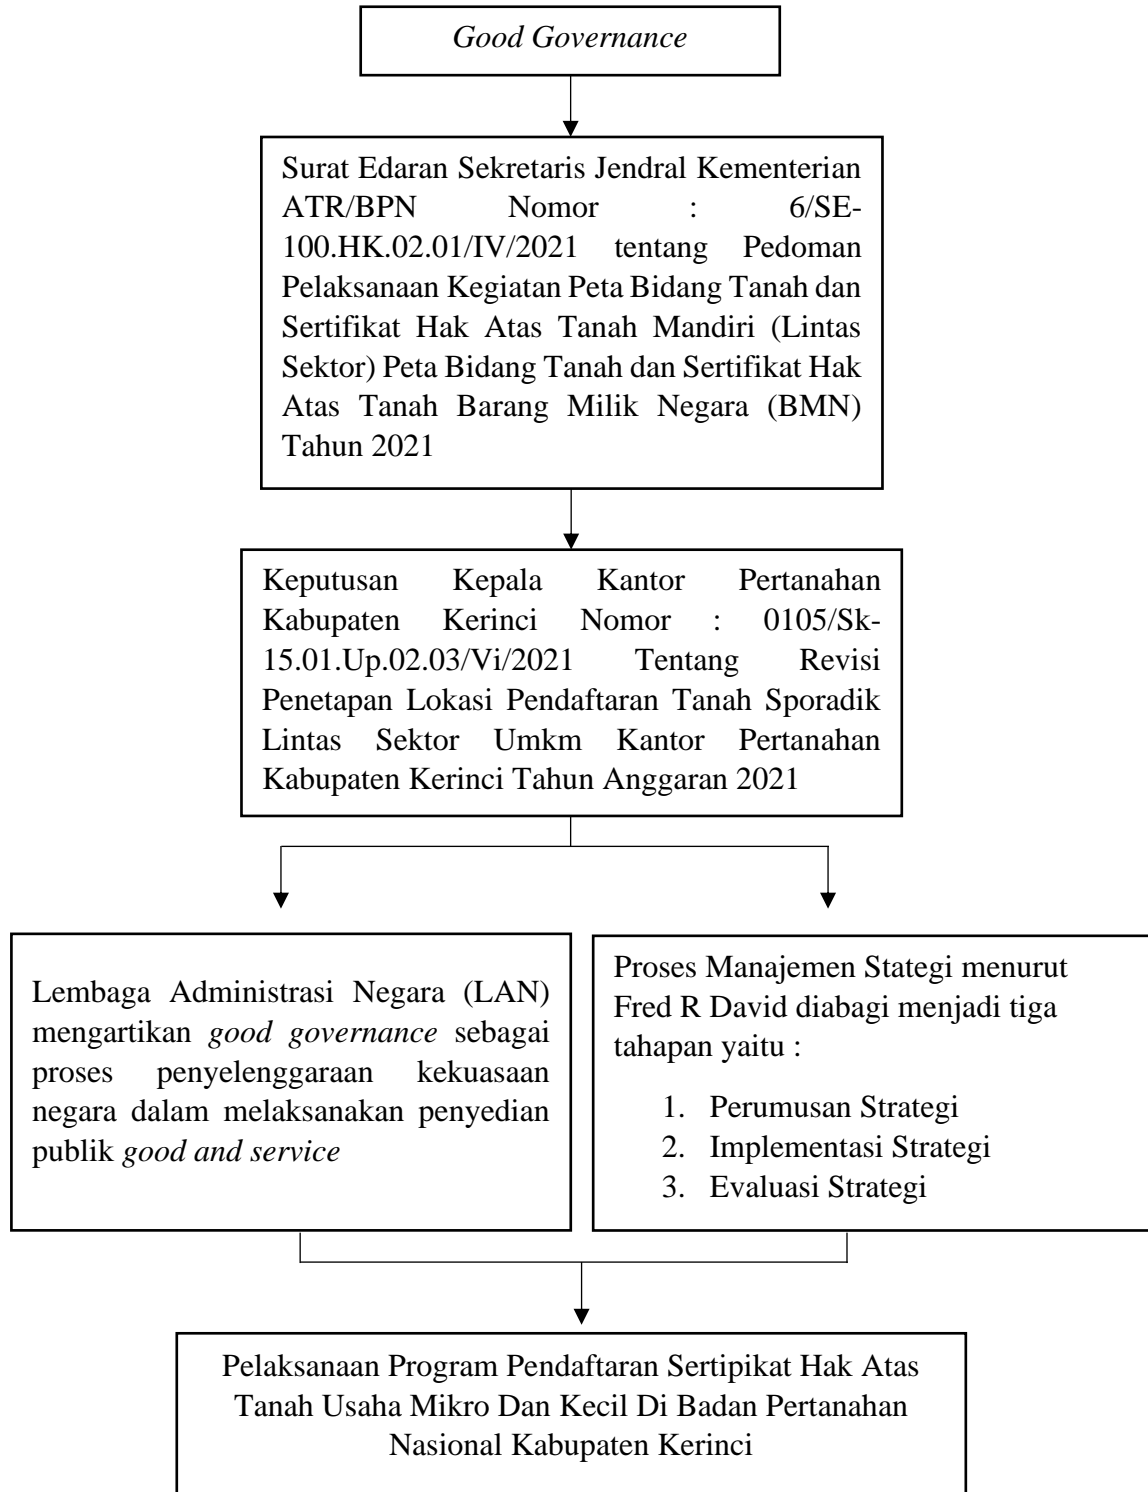 Good Governance
Surat Edaran Sekretaris Jendral Kementerian
ATR/BPN Nomor : 6/SE-
100.HK.02.01/IV/2021 tentang Pedoman
Pelaksanaan Kegiatan Peta Bidang Tanah dan
Sertifikat Hak Atas Tanah Mandiri (Lintas
Sektor) Peta Bidang Tanah dan Sertifikat Hak
Atas Tanah Barang Milik Negara (BMN)
Tahun 2021
Keputusan Kepala Kantor Pertanahan
Kabupaten Kerinci Nomor : 0105/Sk-
15.01.Up.02.03/Vi/2021 Tentang Revisi
Penetapan Lokasi Pendaftaran Tanah Sporadik
Lintas Sektor Umkm Kantor Pertanahan
Kabupaten Kerinci Tahun Anggaran 2021
Lembaga Administrasi Negara (LAN)
mengartikan good governance sebagai
proses penyelenggaraan kekuasaan
negara dalam melaksanakan penyedian
publik good and service
Proses Manajemen Stategi menurut
Fred R David diabagi menjadi tiga
tahapan yaitu :
1. Perumusan Strategi
2. Implementasi Strategi
3. Evaluasi Strategi
Pelaksanaan Program Pendaftaran Sertipikat Hak Atas
Tanah Usaha Mikro Dan Kecil Di Badan Pertanahan
Nasional Kabupaten Kerinci